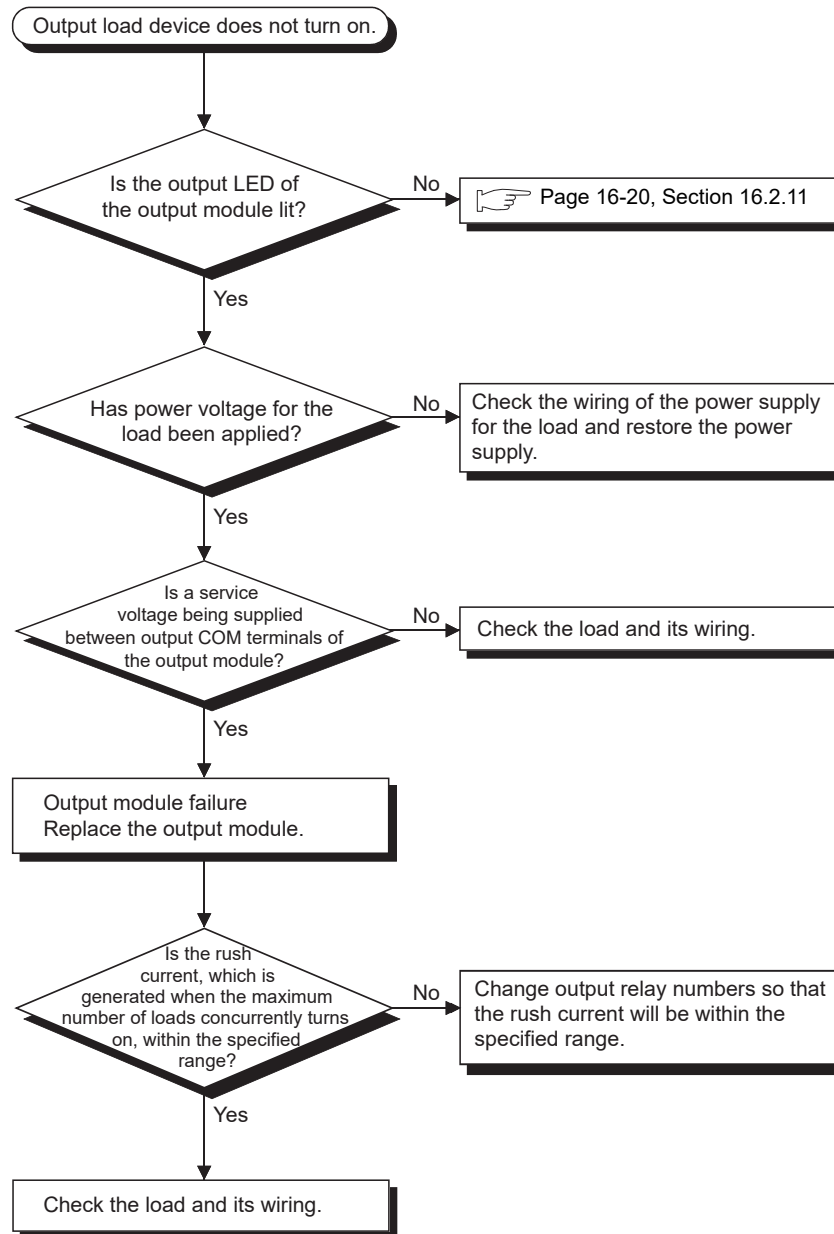 Output load device does not turn on.
Is the output LED of
the output module lit?
No
Page 16-20, Section 16.2.11
Yes
Has power voltage for the
load been applied?
No
Check the wiring of the power supply
for the load and restore the power
supply.
Yes
Is a service
voltage being supplied
between output COM terminals of
the output module?
No
Check the load and its wiring.
Yes
Output module failure
Replace the output module.
Is the rush
current, which is
generated when the maximum
number of loads concurrently turns
on, within the specified
range?
No
Change output relay numbers so that
the rush current will be within the
specified range.
Yes
Check the load and its wiring.